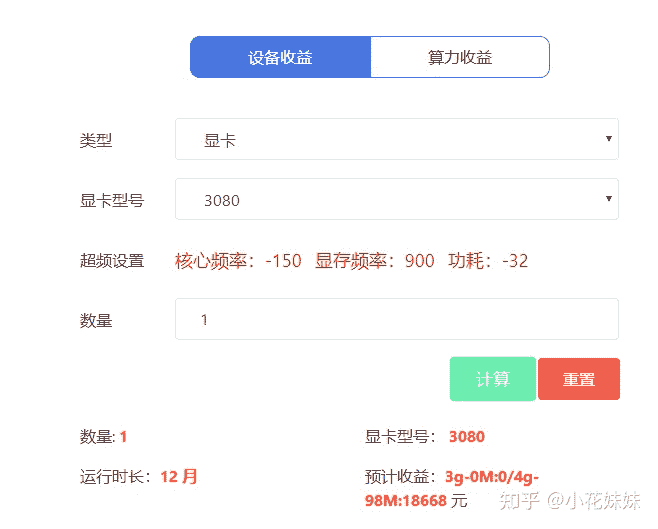 设备收益 算力收益
类型 显卡
显卡型号 3080
超频设置 核心频率：-150 显存频率：900 功耗：-32
数量 1
计算 重置
数量: 1 显卡型号： 3080
运行时长：12 月 预计收益：3g-0M:0/4g-
98M:18668 元
知乎 @小花妹妹